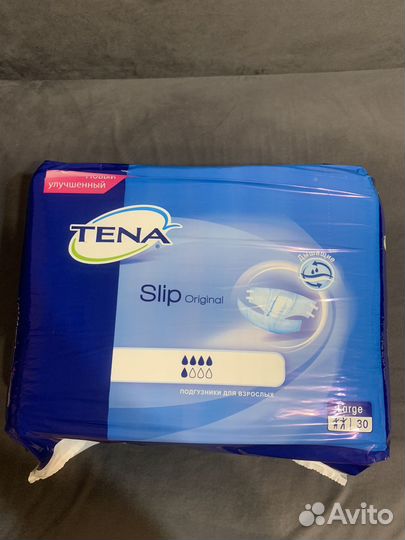 Новый
улучшенный
TENA
Дышащие
Slip Original
ПОДГУЗНИКИ ДЛЯ ВЗРОСЛЫХ
Large
30
Avito